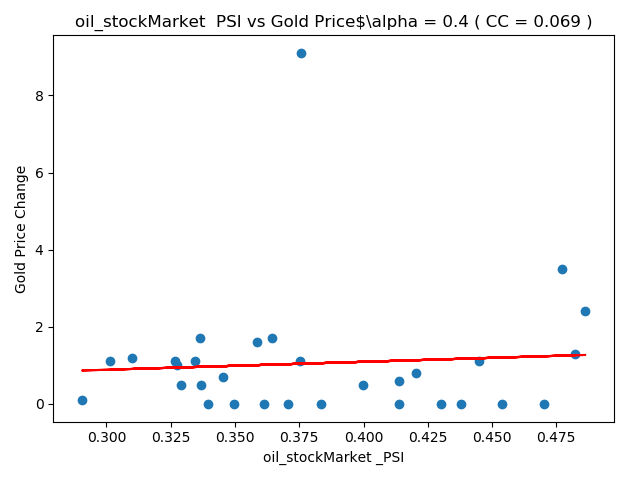 oil_stockMarket  PSI vs Gold Price$\alpha = 0.4 ( CC = 0.069 )
Gold Price Change
8
6
4
2
0
0.300 0.325 0.350 0.375 0.400 0.425 0.450 0.475
oil_stockMarket _PSI